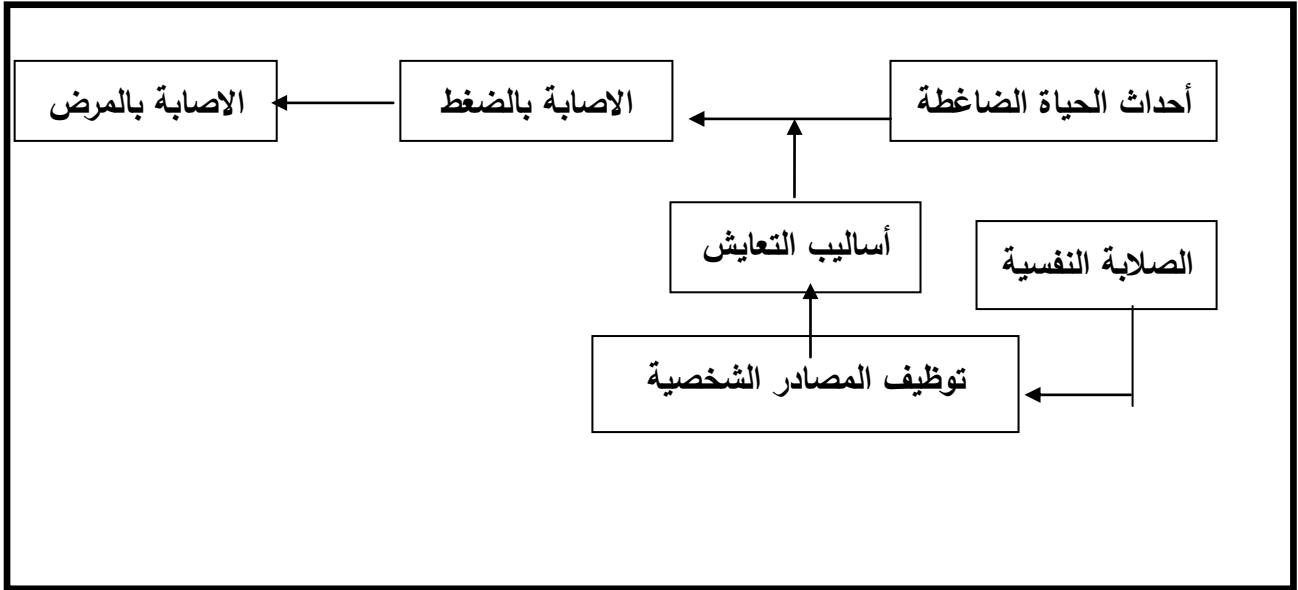 أحداث الحياة الضاغطة
الاصابة بالضغط
الاصابة بالمرض
الصلابة النفسية
أساليب التعايش
توظيف المصادر الشخصية